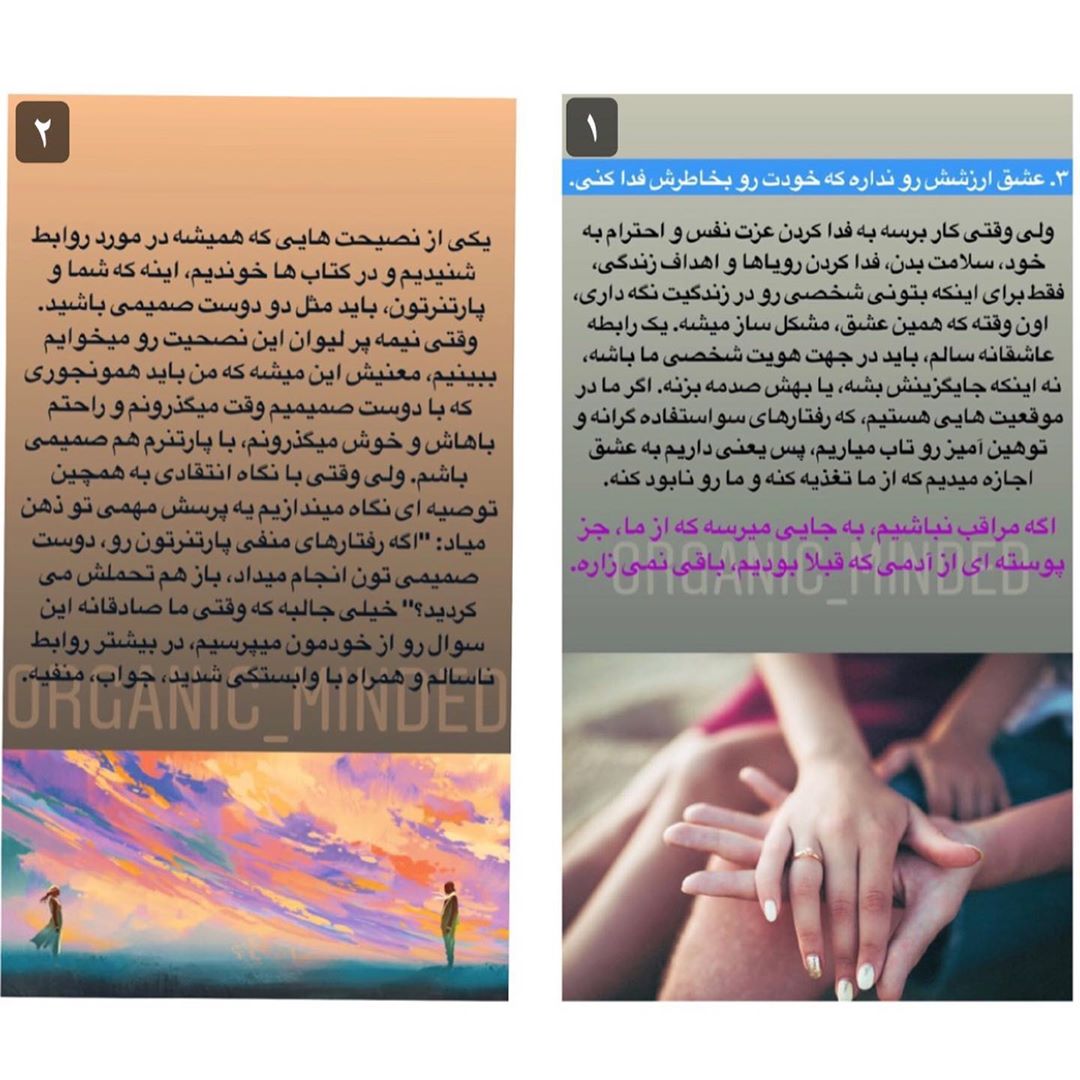 ۱
۳. عشق ارزشش رو نداره که خودت رو بخاطرش فدا کنی.
ولی وقتی کار برسه به فدا کردن عزت نفس و احترام به
خود، سلامت بدن، فدا کردن رویاها و اهداف زندگی،
فقط برای اینکه بتونی شخصی رو در زندگیت نگه داری،
اون وقته که همین عشق، مشکل ساز میشه. یک رابطه
عاشقانه سالم، باید در جهت هویت شخصی ما باشه،
نه اینکه جایگزینش بشه، یا بهش صدمه بزنه. اگر ما در
موقعیت هایی هستیم، که رفتارهای سواستفاده گرانه و
توهین آمیز رو تاب میاریم، پس یعنی داریم به عشق
اجازه میدیم که از ما تغذیه کنه و ما رو نابود کنه.
اگه مراقب نباشیم، به جایی میرسه که از ما، جز
پوسته ای از آدمی که قبلا بودیم، باقی نمی زاره.
ORGANIC_MINDED
۲
یکی از نصیحت هایی که همیشه در مورد روابط
شنیدیم و در کتاب ها خوندیم، اینه که شما و
پارتنرتون، باید مثل دو دوست صمیمی باشید.
وقتی نیمه پر لیوان این نصحیت رو میخوایم
ببینیم، معنیش این میشه که من باید همونجوری
که با دوست صمیمیم وقت میگذرونم و راحتم
باهاش و خوش میگذرونم، با پارتنرم هم صمیمی
باشم. ولی وقتی با نگاه انتقادی به همچین
توصیه ای نگاه میندازیم یه پرسش مهمی تو ذهن
میاد: "اگه رفتارهای منفی پارتنرتون رو، دوست
صمیمی تون انجام میداد، باز هم تحملش می
کردید؟" خیلی جالبه که وقتی ما صادقانه این
سوال رو از خودمون میپرسیم، در بیشتر روابط
ناسالم و همراه با وابستگی شدید، جواب، منفیه.
ORGANIC_MINDED